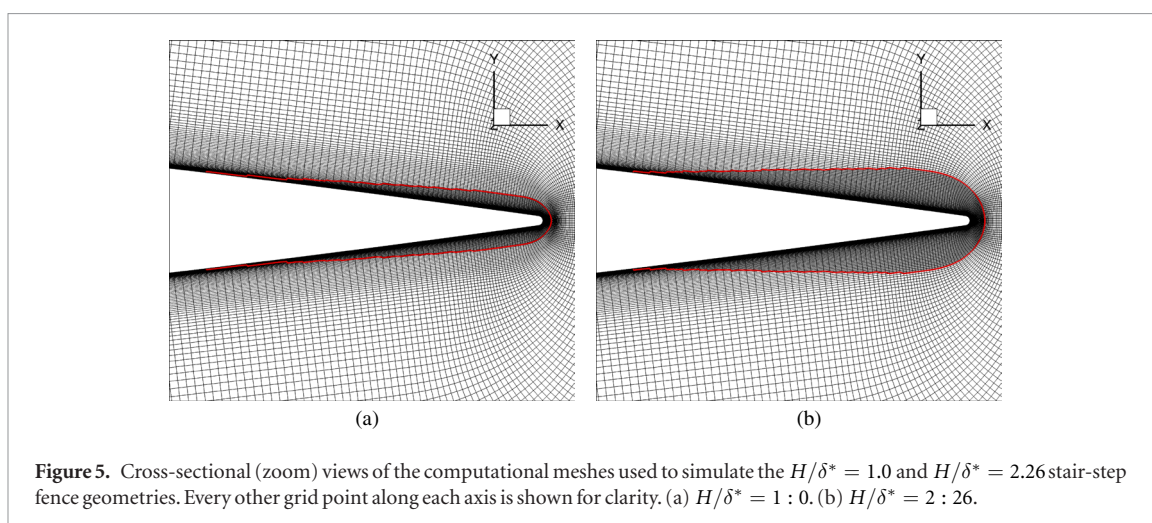 Y
Z
X
Y
Z
X
(a)
(b)
Figure 5. Cross-sectional (zoom) views of the computational meshes used to simulate the H/δ* = 1.0 and H/δ* = 2.26 stair-step
fence geometries. Every other grid point along each axis is shown for clarity. (a) H/δ* = 1 : 0. (b) H/δ* = 2 : 26.